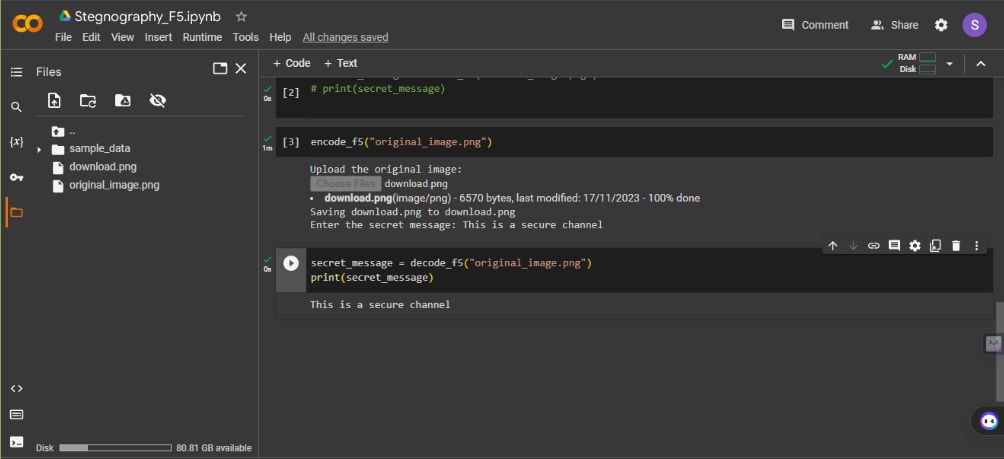 Stegnography_F5.ipynb
Comment Share S
File Edit View Insert Runtime Tools Help All changes saved
Files
+ Code + Text
RAM
Disk
..
sample_data
download.png
original_image.png
0s [2] # print(secret_message)
1m [3] encode_f5("original_image.png")
Upload the original image:
Choose Files download.png
• download.png(image/png) - 6570 bytes, last modified: 17/11/2023 - 100% done
Saving download.png to download.png
Enter the secret message: This is a secure channel
0s secret_message = decode_f5("original_image.png")
print(secret_message)
This is a secure channel
Disk 80.81 GB available